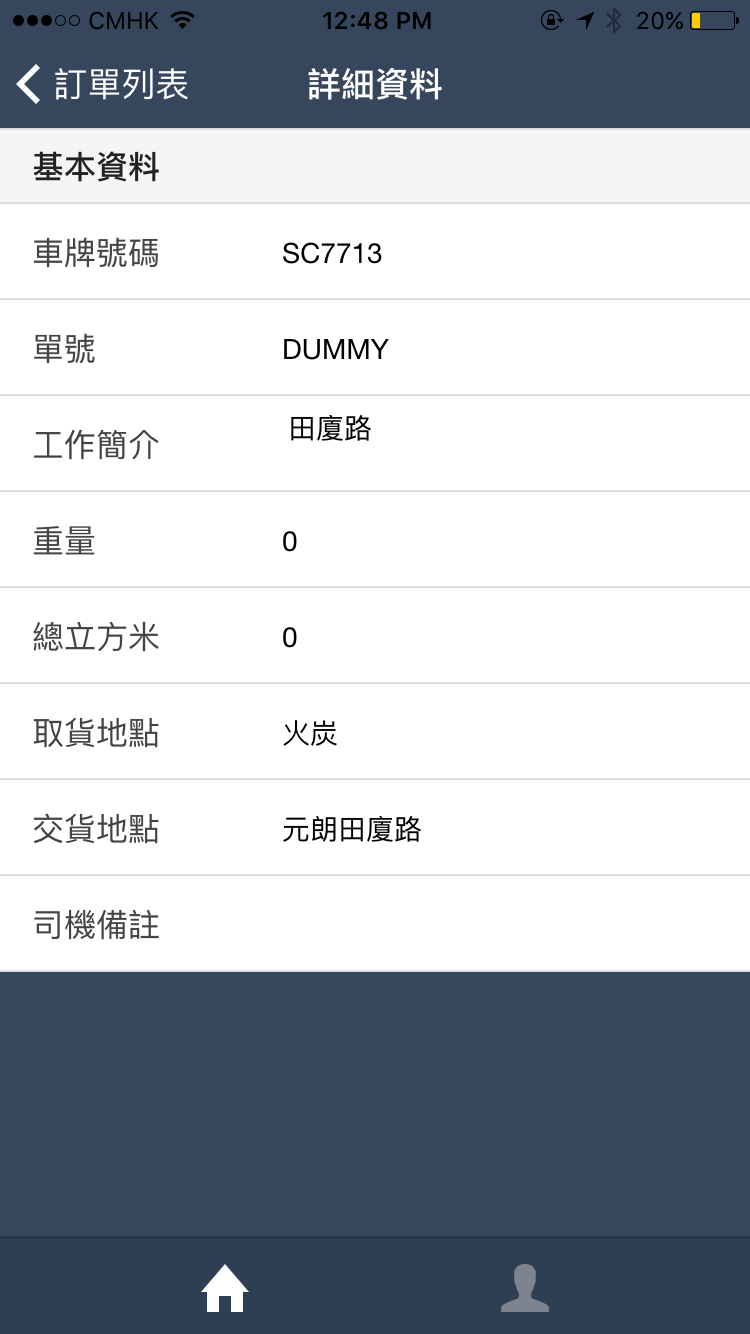 CMHK 12:48 PM 20%
訂單列表 詳細資料
基本資料
車牌號碼 SC7713
單號 DUMMY
工作簡介 田廈路
重量 0
總立方米 0
取貨地點 火炭
交貨地點 元朗田廈路
司機備註